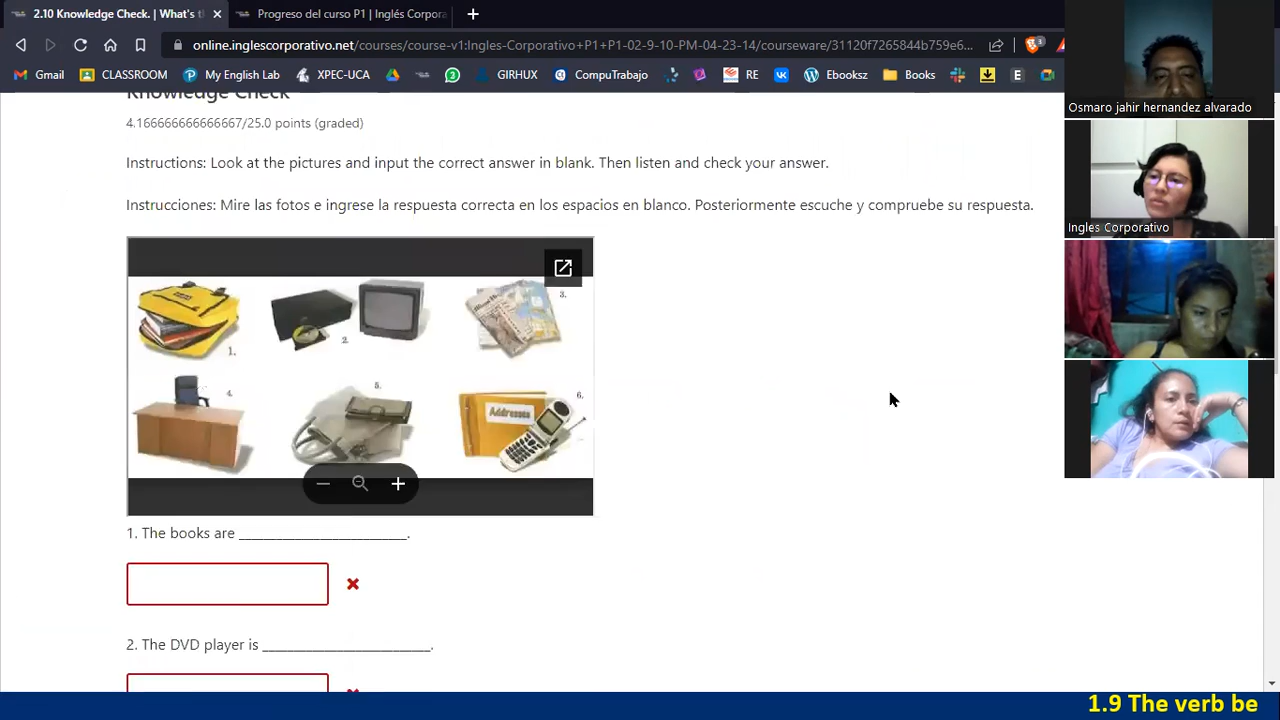 2.10 Knowledge Check. | What's t
Progreso del curso P1 | Inglés Corpora
online.inglescorporativo.net/courses/course-v1:Ingles-Corporativo+P1+P1-02-9-10-PM-04-23-14/courseware/31120f7265844b759e6...
3
Gmail CLASSROOM My English Lab XPEC-UCA GIRHUX CompuTrabajo RE WordPress Ebooksz Books
Knowledge Check
4.166666666666667/25.0 points (graded)
Instructions: Look at the pictures and input the correct answer in blank. Then listen and check your answer.
Instrucciones: Mire las fotos e ingrese la respuesta correcta en los espacios en blanco. Posteriormente escuche y compruebe su respuesta.
1.
2.
3.
4.
5.
6.
Addresses
1. The books are _________________________.
2. The DVD player is _________________________.
Osmaro jahir hernandez alvarado
Ingles Corporativo
1.9 The verb be